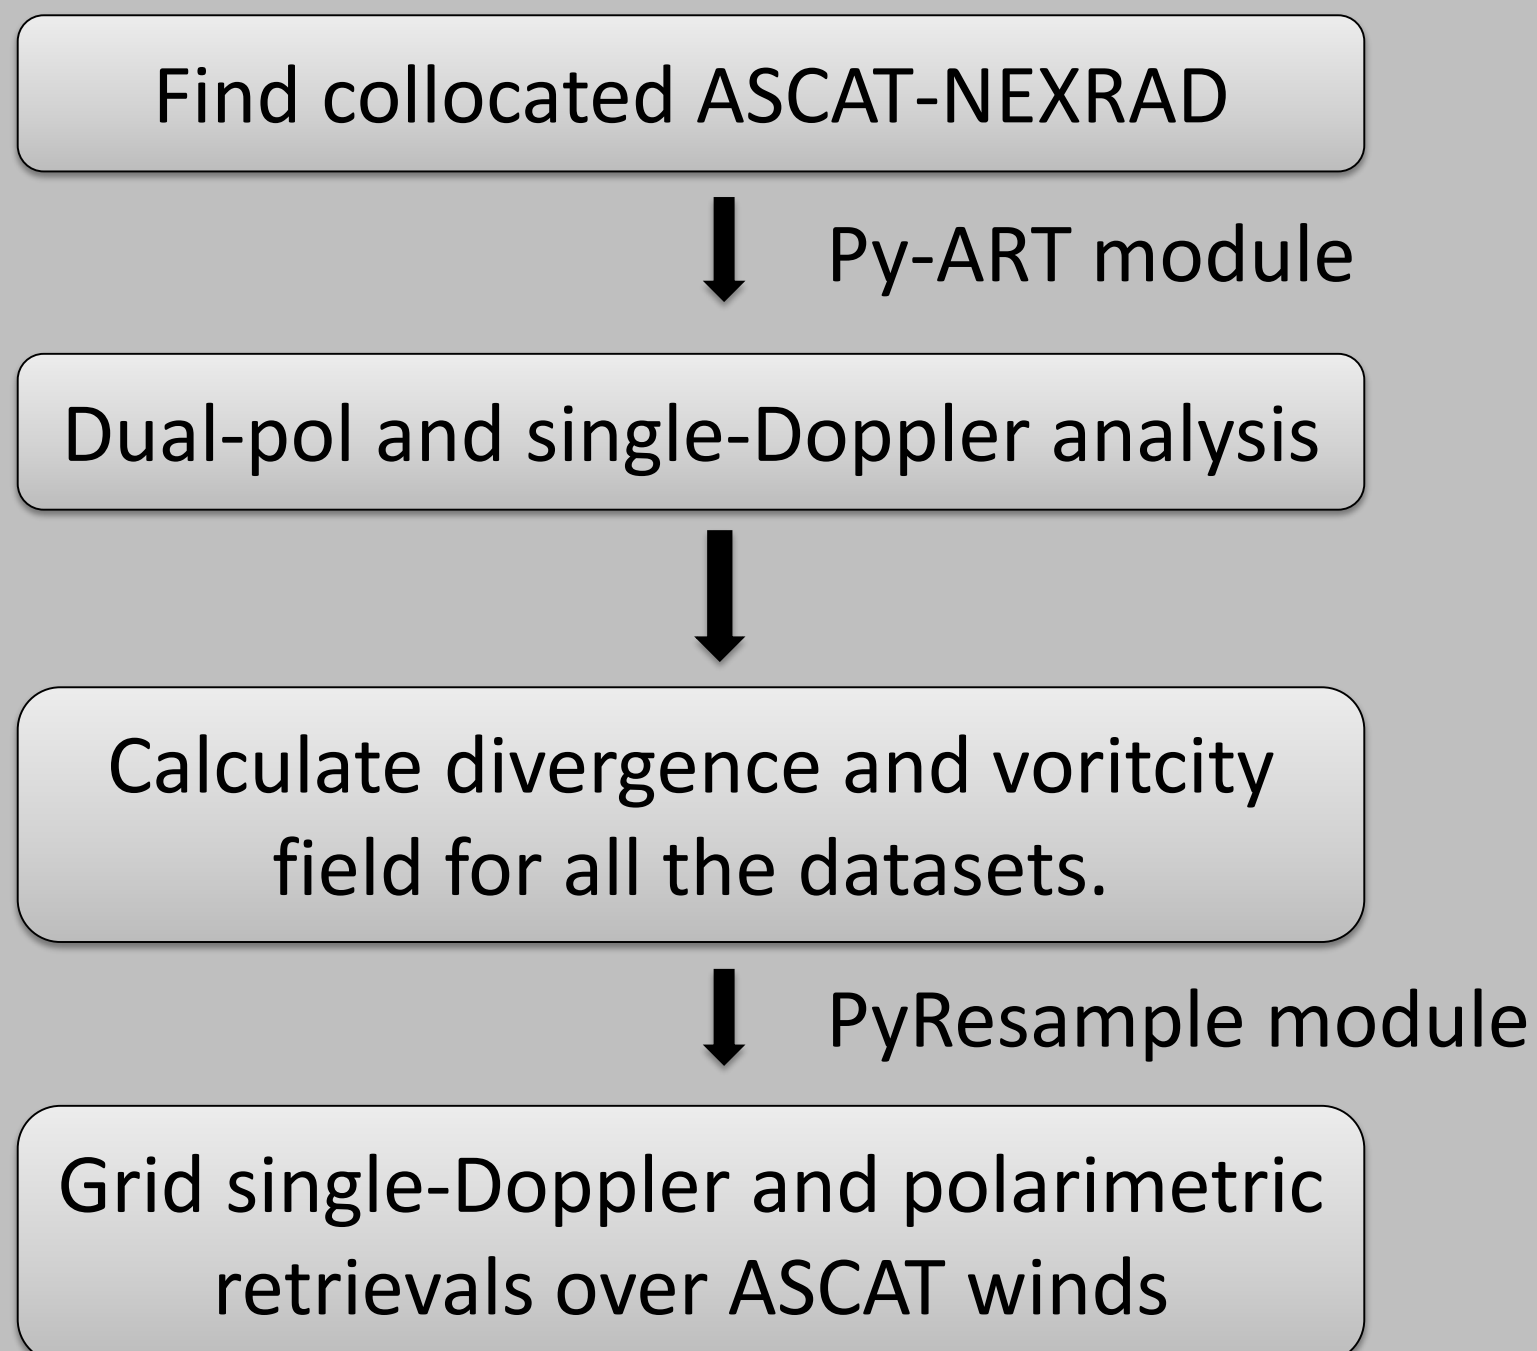 Find collocated ASCAT-NEXRAD
Py-ART module
Dual-pol and single-Doppler analysis
Calculate divergence and voritcity
field for all the datasets.
PyResample module
Grid single-Doppler and polarimetric
retrievals over ASCAT winds